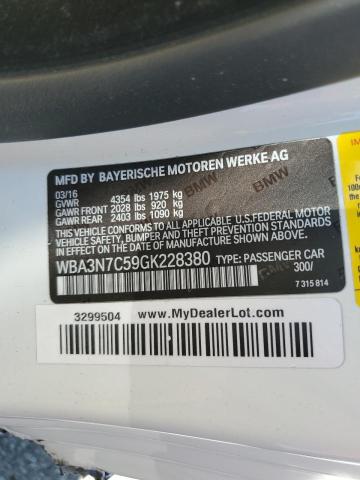 MFD BY BAYERISCHE MOTOREN WERKE AG
03/16
GVWR 4354 lbs 1975 kg
GAWR FRONT 2028 lbs 920 kg
GAWR REAR 2403 lbs 1090 kg
THIS VEHICLE CONFORMS TO ALL APPLICABLE U.S.FEDERAL MOTOR
VEHICLE SAFETY, BUMPER, AND THEFT PREVENTION STANDARDS
IN EFFECT ON THE DATE OF MANUFACTURE SHOWN ABOVE.
WBA3N7C59GK228380 TYPE: PASSENGER CAR
300/
7 315 814
3299504 www.MyDealerLot.com
BMW
BMW